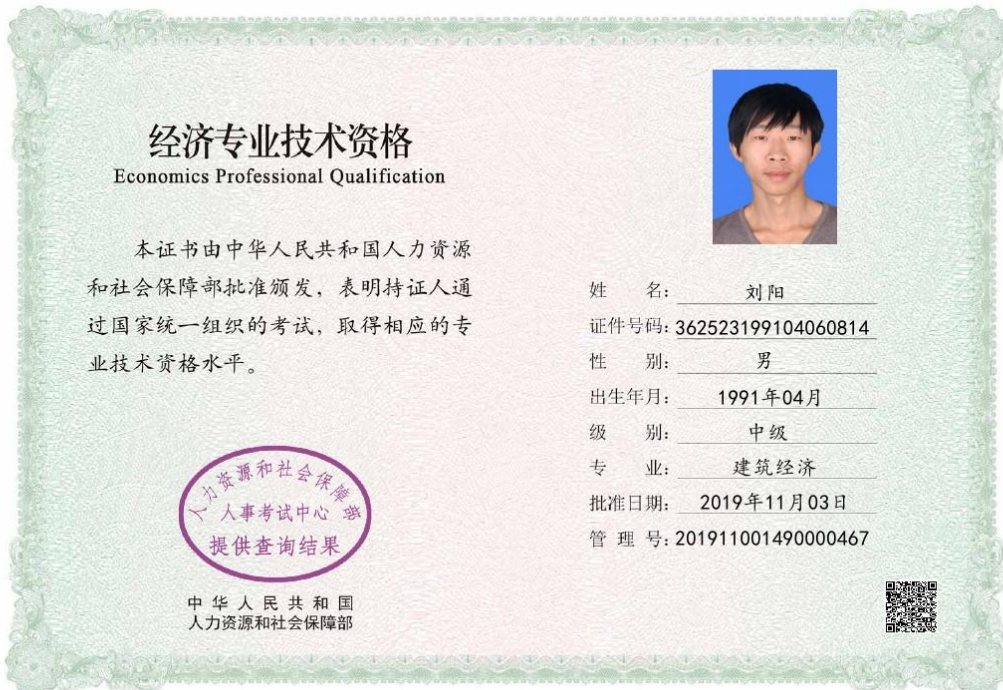 经济专业技术资格
Economics Professional Qualification
本证书由中华人民共和国人力资源
和社会保障部批准颁发，表明持证人通
过国家统一组织的考试，取得相应的专
业技术资格水平。
人力资源和社会保障部
人事考试中心
提供查询结果
中华人民共和国
人力资源和社会保障部
姓 名：刘阳
证件号码：362523199104060814
性 别：男
出生年月：1991年04月
级 别：中级
专 业：建筑经济
批准日期：2019年11月03日
管 理 号：201911001490000467